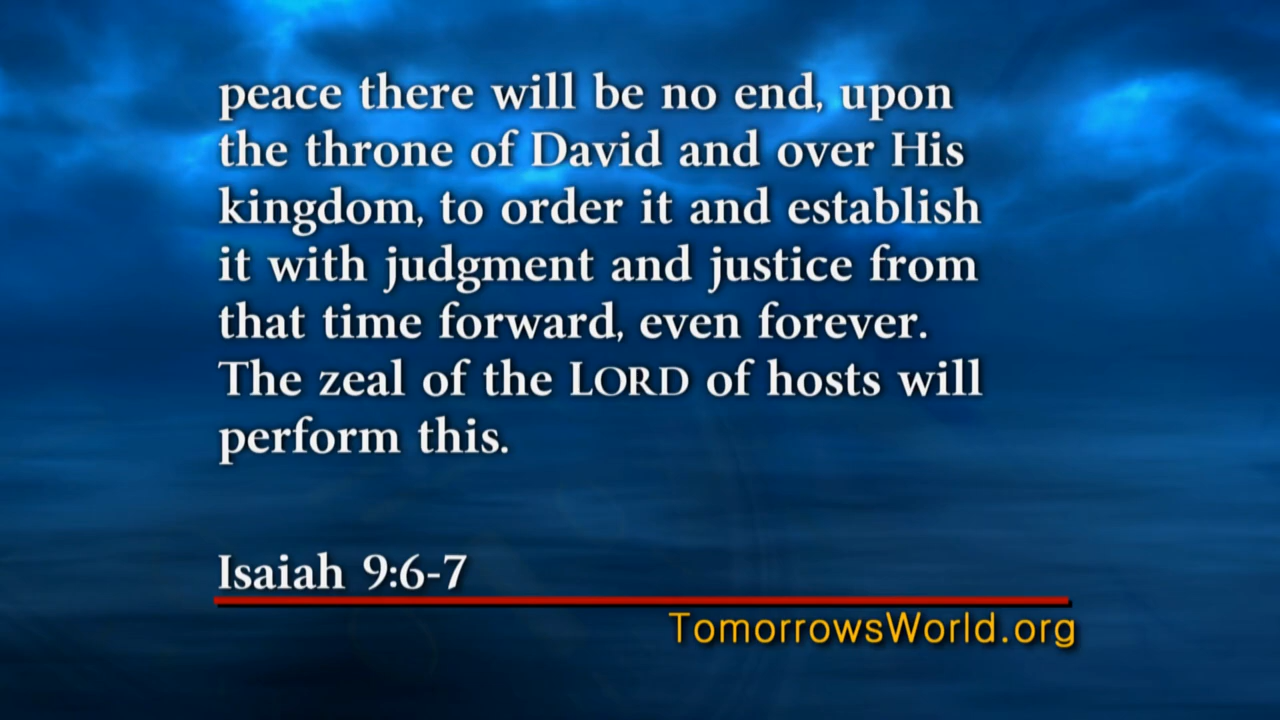 peace there will be no end, upon
the throne of David and over His
kingdom, to order it and establish
it with judgment and justice from
that time forward, even forever.
The zeal of the LORD of hosts will
perform this.
Isaiah 9:6-7
TomorrowsWorld.org